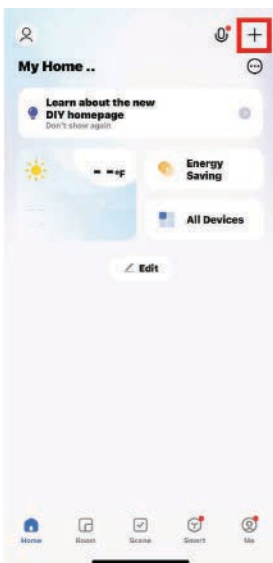 My Home ..
Learn about the new
DIY homepage
Don't show again
- -°F
Energy
Saving
All Devices
Edit
Home
Room
Scene
Smart
Me